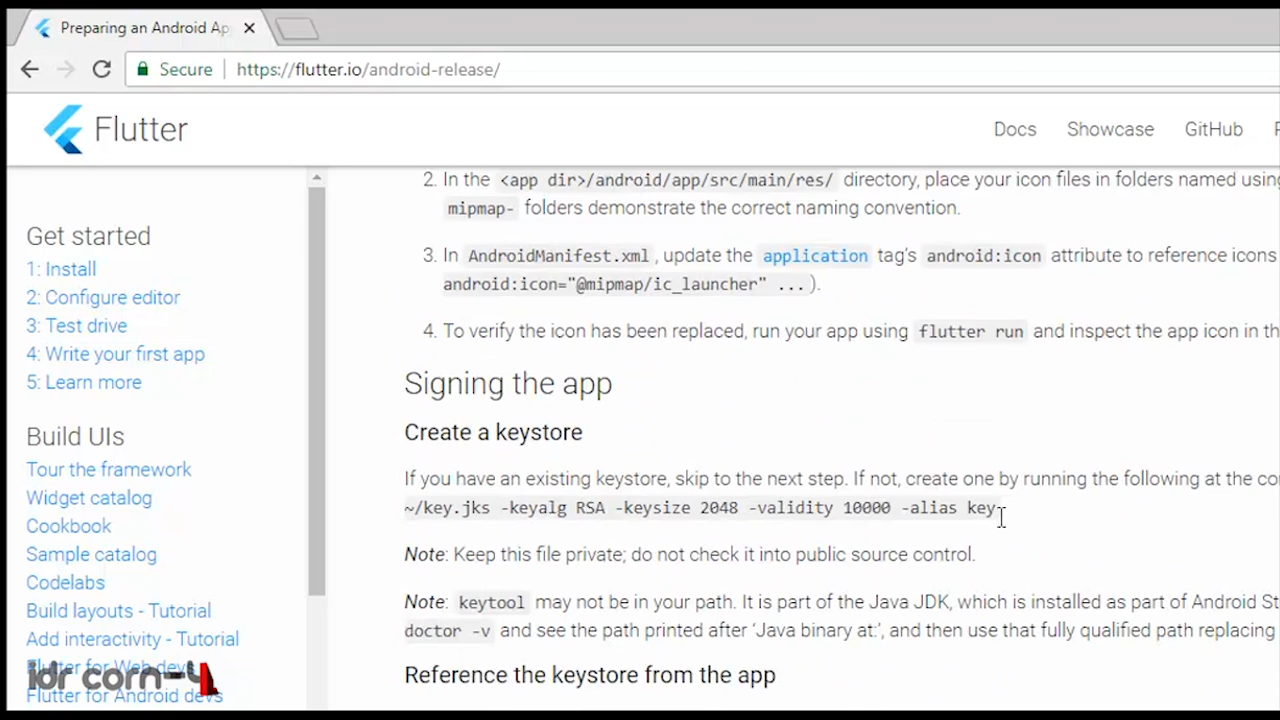 Preparing an Android Ap
Secure https://flutter.io/android-release/
Flutter
Docs Showcase GitHub
Get started
1: Install
2: Configure editor
3: Test drive
4: Write your first app
5: Learn more
Build UIs
Tour the framework
Widget catalog
Cookbook
Sample catalog
Codelabs
Build layouts - Tutorial
Add interactivity - Tutorial
Flutter for Web devs
Flutter for Android devs
2. In the <app dir>/android/app/src/main/res/ directory, place your icon files in folders named using
mipmap- folders demonstrate the correct naming convention.
3. In AndroidManifest.xml, update the application tag's android:icon attribute to reference icons
android:icon="@mipmap/ic_launcher" ...).
4. To verify the icon has been replaced, run your app using flutter run and inspect the app icon in th
Signing the app
Create a keystore
If you have an existing keystore, skip to the next step. If not, create one by running the following at the co
~/key.jks -keyalg RSA -keysize 2048 -validity 10000 -alias key
Note: Keep this file private; do not check it into public source control.
Note: keytool may not be in your path. It is part of the Java JDK, which is installed as part of Android St
doctor -v and see the path printed after 'Java binary at:', and then use that fully qualified path replacing
Reference the keystore from the app